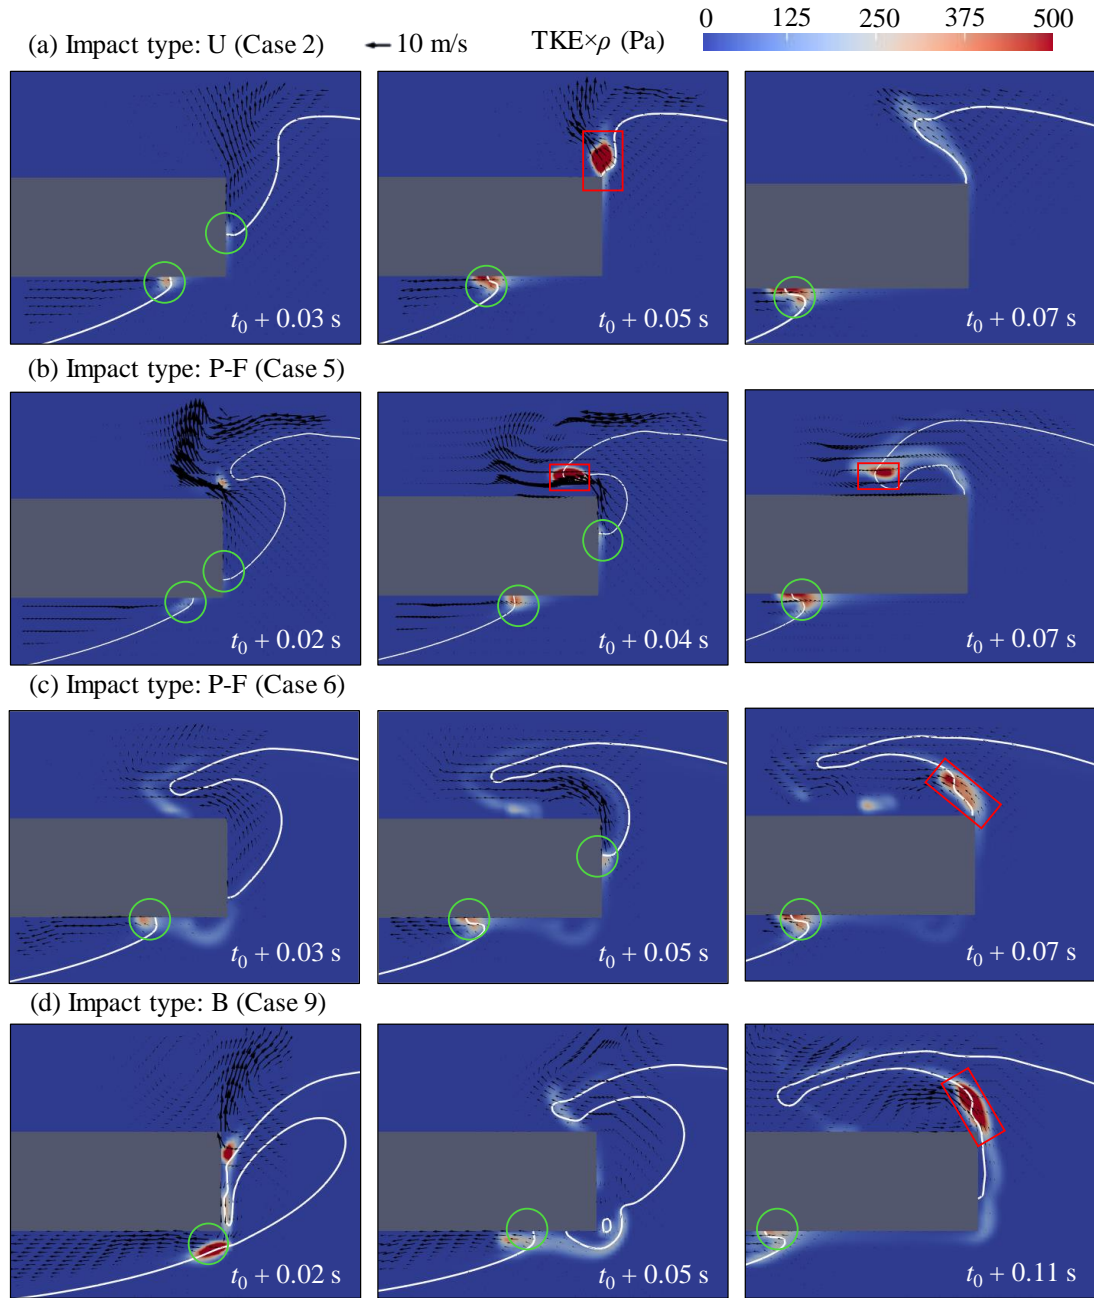 0 125 250 375 500
(a) Impact type: U (Case 2) 10 m/s TKE×ρ (Pa)
t₀ + 0.03 s t₀ + 0.05 s t₀ + 0.07 s
(b) Impact type: P-F (Case 5)
t₀ + 0.02 s t₀ + 0.04 s t₀ + 0.07 s
(c) Impact type: P-F (Case 6)
t₀ + 0.03 s t₀ + 0.05 s t₀ + 0.07 s
(d) Impact type: B (Case 9)
t₀ + 0.02 s t₀ + 0.05 s t₀ + 0.11 s